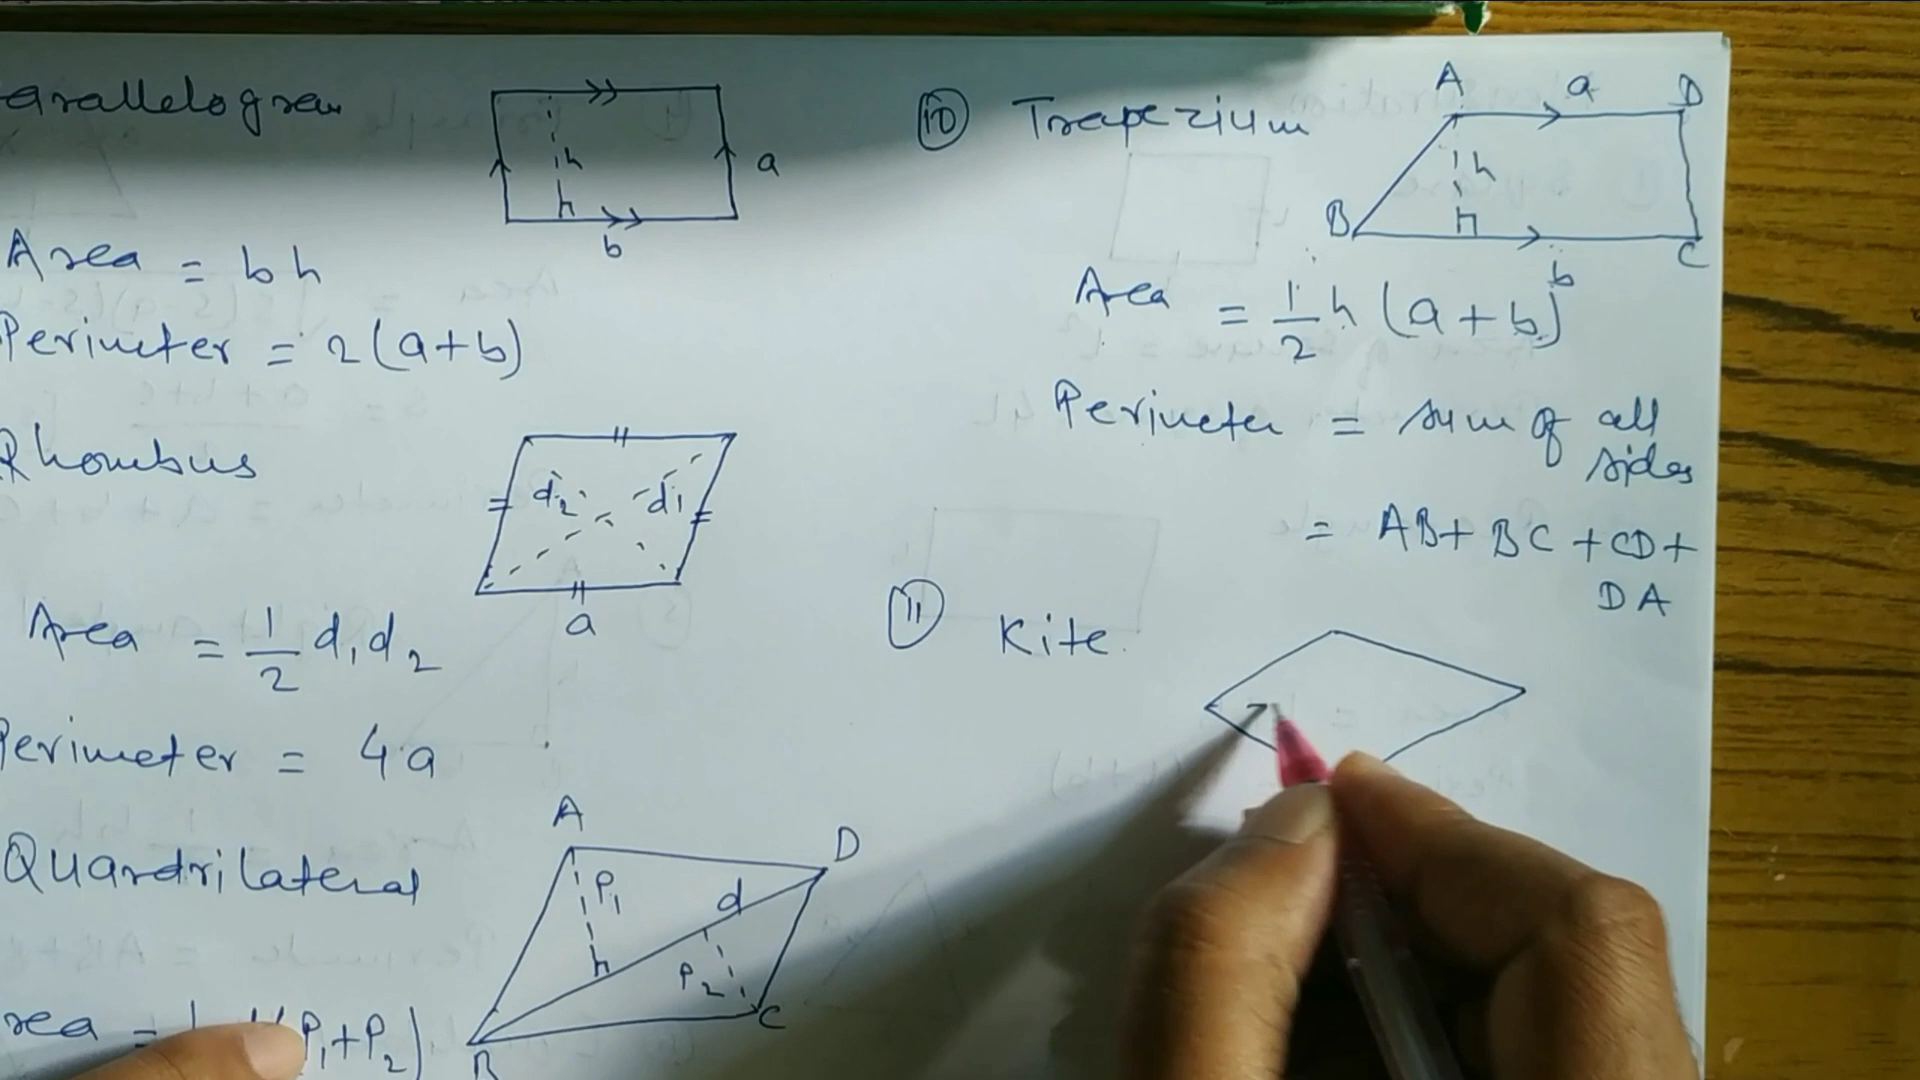 arallelogram
h
a
b
Area = bh
Perimeter = 2(a+b)
Rhombus
d2 d1
a
Area = 1/2 d1d2
Perimeter = 4a
Quadrilateral
A
D
P1
d
P2
C
B
rea = P1+P2)
10 Trapezium
A a D
h
B
C
b
Area = 1/2 h (a+b)
Perimeter = sum of all
sides
= AB+ BC +CD+
DA
11 Kite